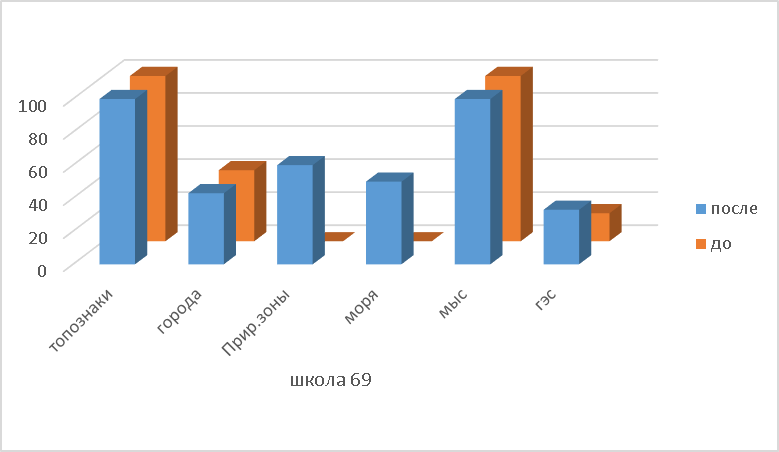 100
80
60
40
20
0
топознаки
города
Прир.зоны
моря
мыс
гэс
после
до
школа 69